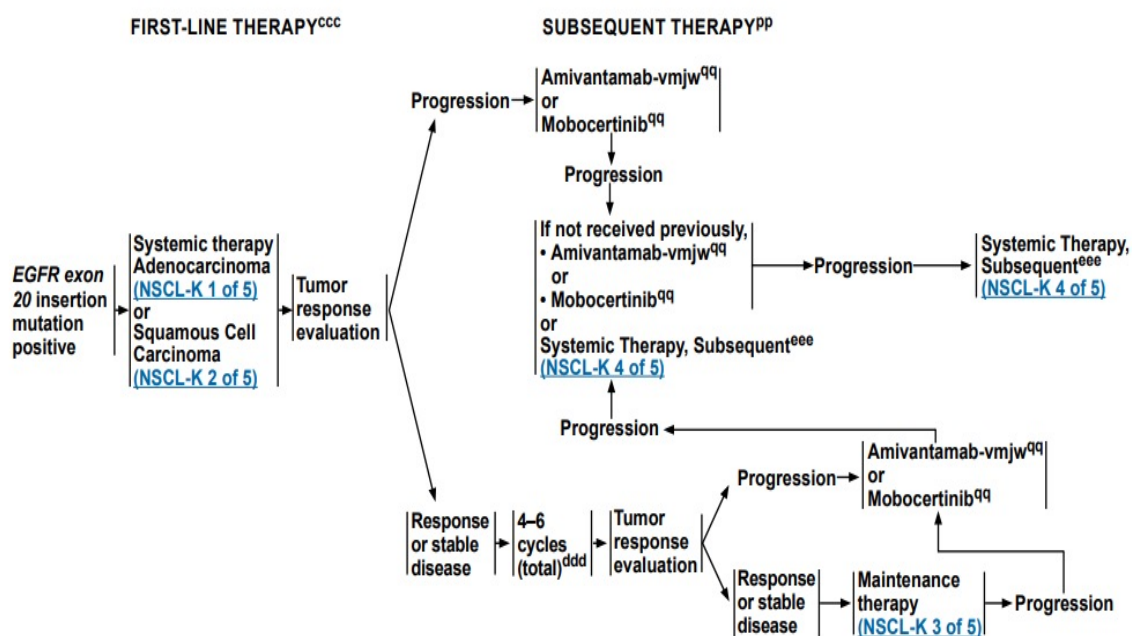 FIRST-LINE THERAPYccc
SUBSEQUENT THERAPYpp
EGFR exon
20 insertion
mutation
positive
Systemic therapy
Adenocarcinoma
(NSCL-K 1 of 5)
or
Squamous Cell
Carcinoma
(NSCL-K 2 of 5)
Tumor
response
evaluation
Progression
Amivantamab-vmjwqq
or
Mobocertinibqq
Progression
If not received previously,
• Amivantamab-vmjwqq
or
• Mobocertinibqq
or
Systemic Therapy, Subsequenteee
(NSCL-K 4 of 5)
Progression
Systemic Therapy,
Subsequenteee
(NSCL-K 4 of 5)
Progression
Response
or stable
disease
4–6
cycles
(total)ddd
Tumor
response
evaluation
Progression
Amivantamab-vmjwqq
or
Mobocertinibqq
Response
or stable
disease
Maintenance
therapy
(NSCL-K 3 of 5)
Progression